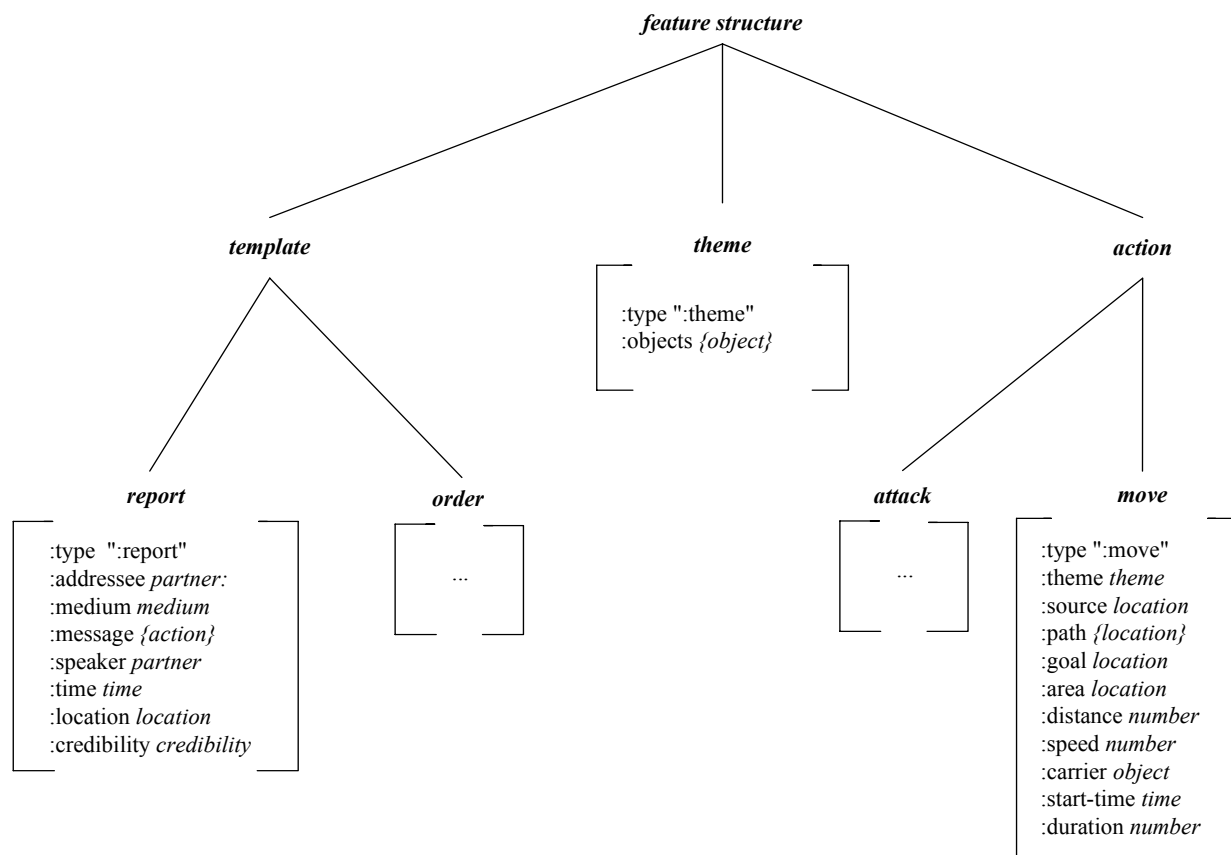 feature structure
template
theme
action
:type ":theme"
:objects {object}
report
order
attack
move
:type ":report"
:addressee partner:
:medium medium
:message {action}
:speaker partner
:time time
:location location
:credibility credibility
...
...
:type ":move"
:theme theme
:source location
:path {location}
:goal location
:area location
:distance number
:speed number
:carrier object
:start-time time
:duration number